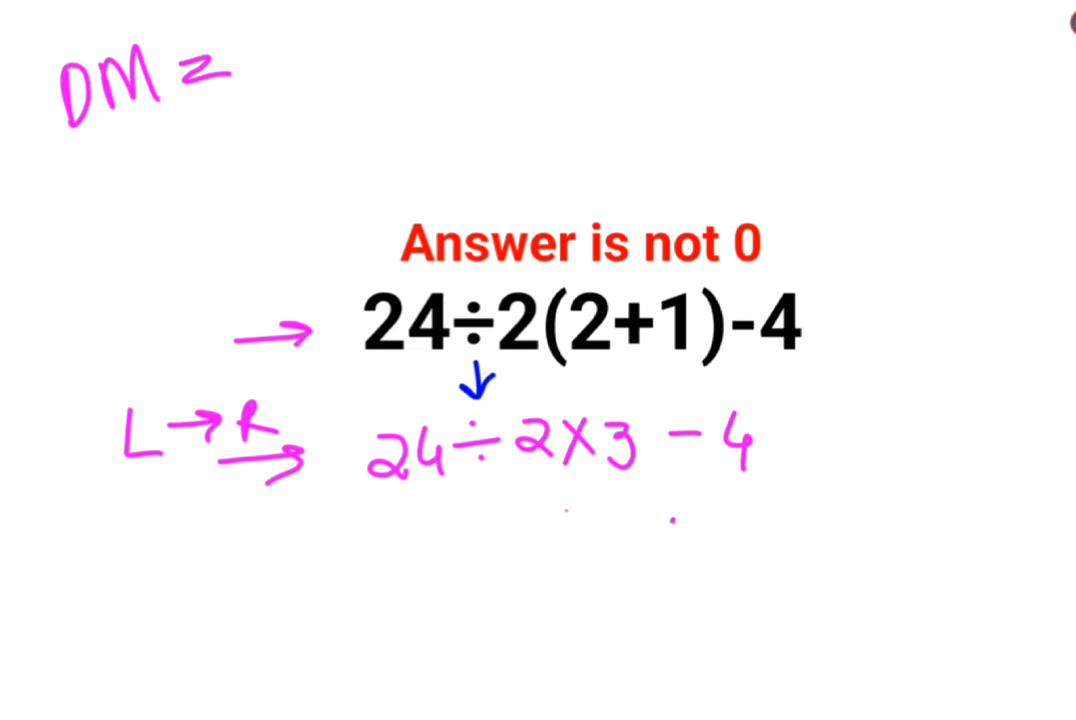 DM =
Answer is not 0
→ 24÷2(2+1)-4
↓
L → R → 24 ÷ 2 × 3 - 4